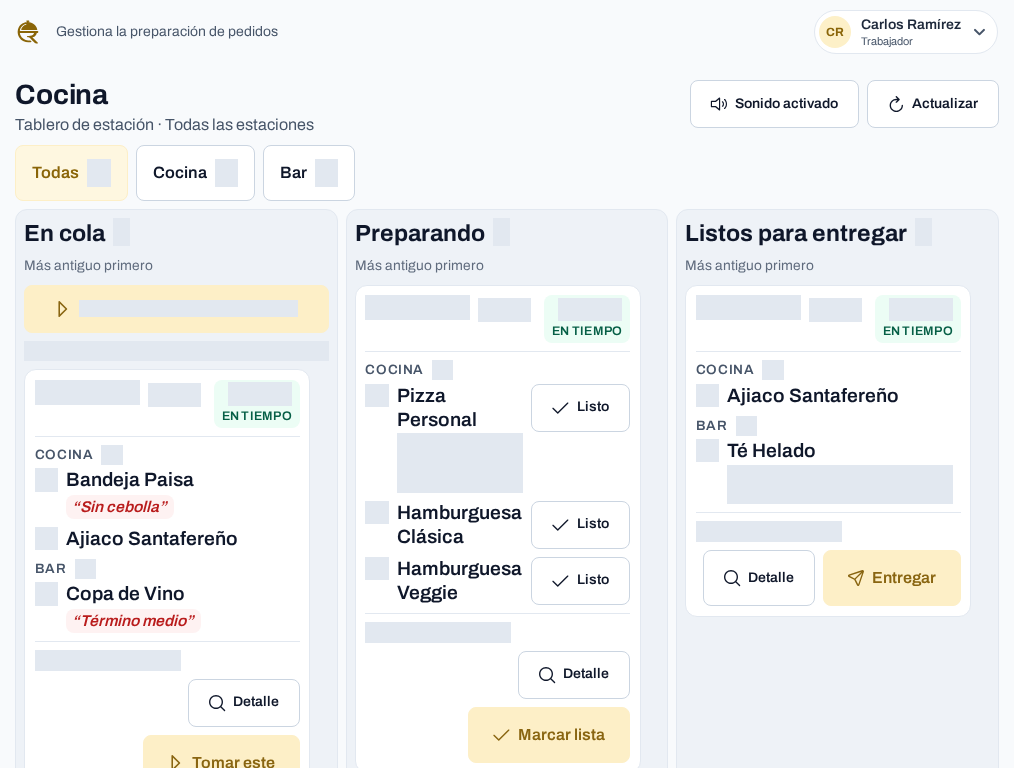 Gestiona la preparación de pedidos
CR
Carlos Ramírez
Trabajador
Cocina
Tablero de estación · Todas las estaciones
Sonido activado
Actualizar
Todas
Cocina
Bar
En cola
Más antiguo primero
EN TIEMPO
COCINA
Bandeja Paisa
“Sin cebolla”
Ajiaco Santafereño
BAR
Copa de Vino
“Término medio”
Detalle
Tomar este
Preparando
Más antiguo primero
EN TIEMPO
COCINA
Pizza
Personal
Listo
Hamburguesa
Clásica
Listo
Hamburguesa
Veggie
Listo
Detalle
Marcar lista
Listos para entregar
Más antiguo primero
EN TIEMPO
COCINA
Ajiaco Santafereño
BAR
Té Helado
Detalle
Entregar